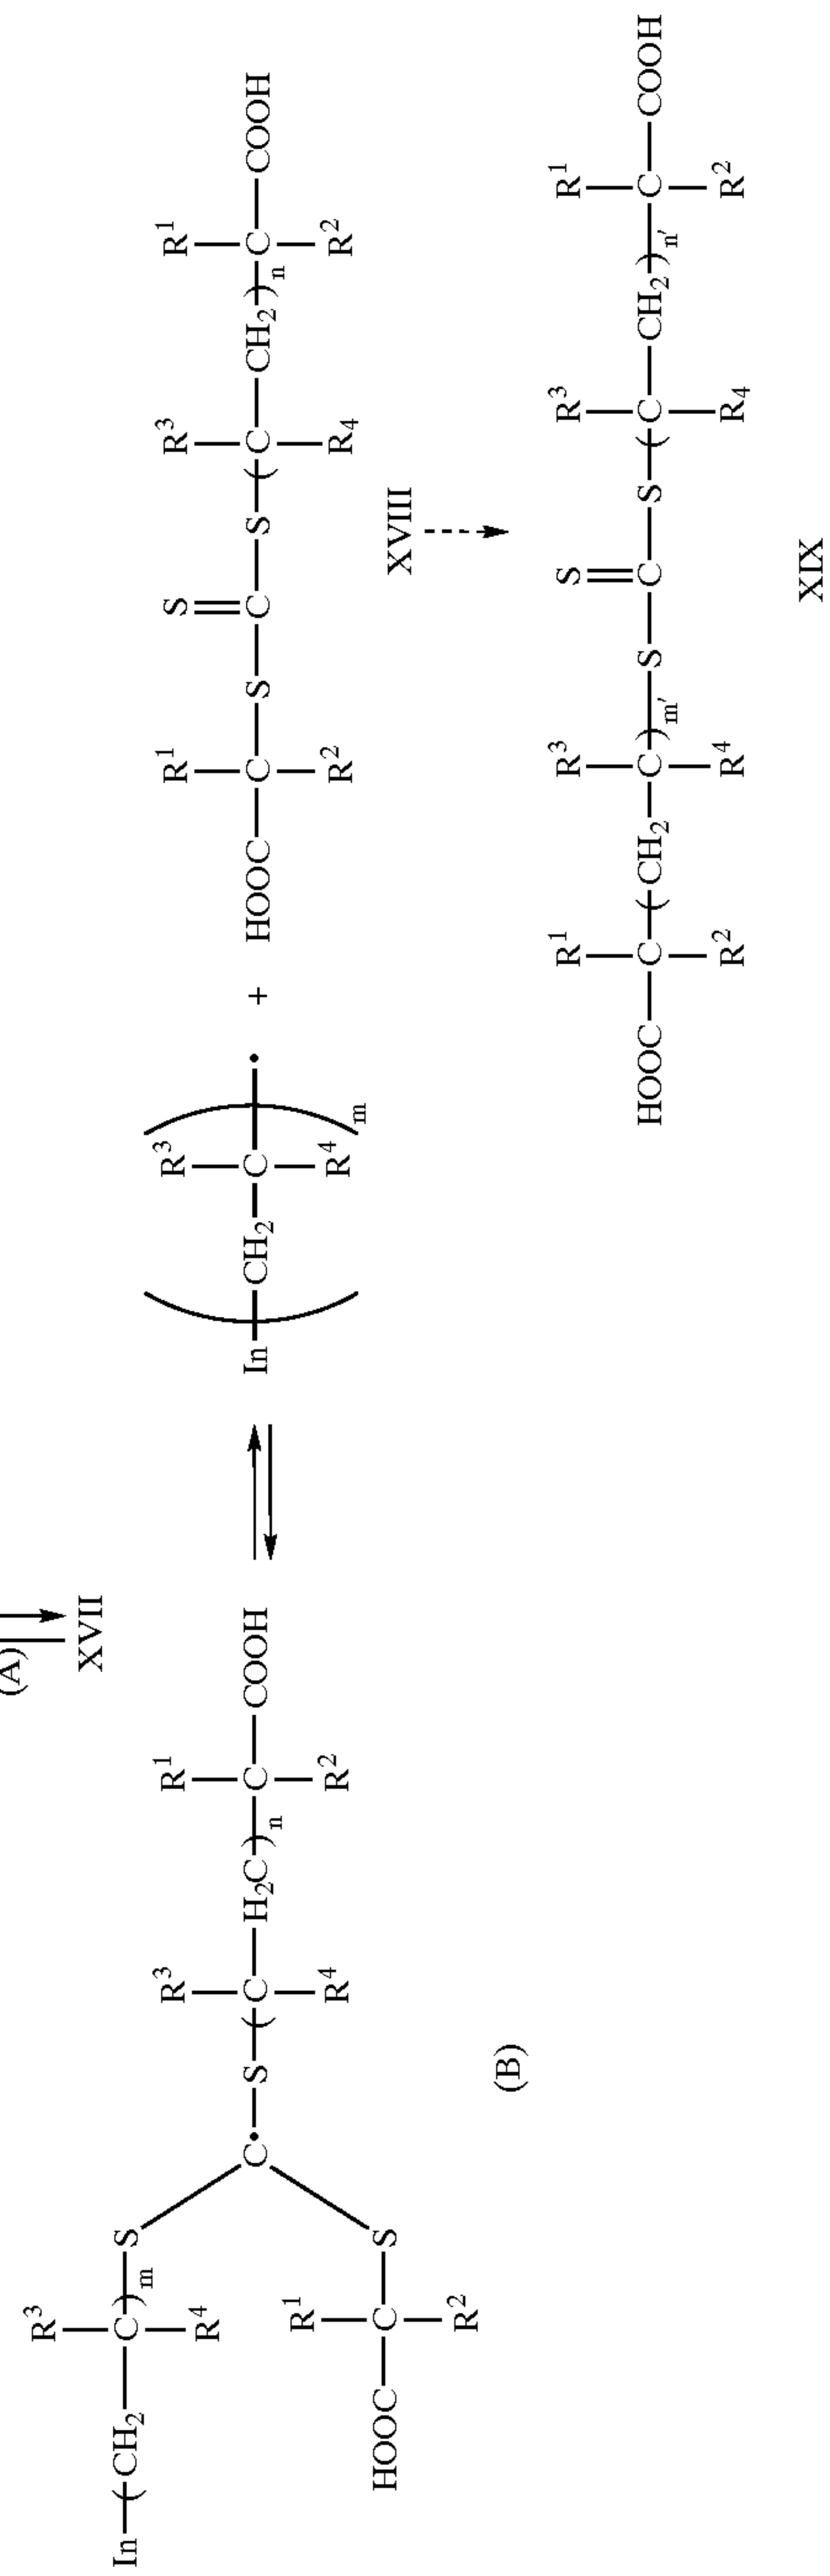 (A)
XVII
In ( CH2 C )m S
R3
R4
C•
S ( C H2C )n C COOH
R3 R1
R4 R2
HOOC C S
R1
R2
(B)
In ( CH2 C )m •
R3
R4
+
R1 S R3 R1
HOOC C S C S ( C CH2 )n C COOH
R2 R4 R2
XVIII
R1 R3 S R3 R1
HOOC C ( CH2 C )m' S C S ( C CH2 )n' C COOH
R2 R4 R4 R2
XIX